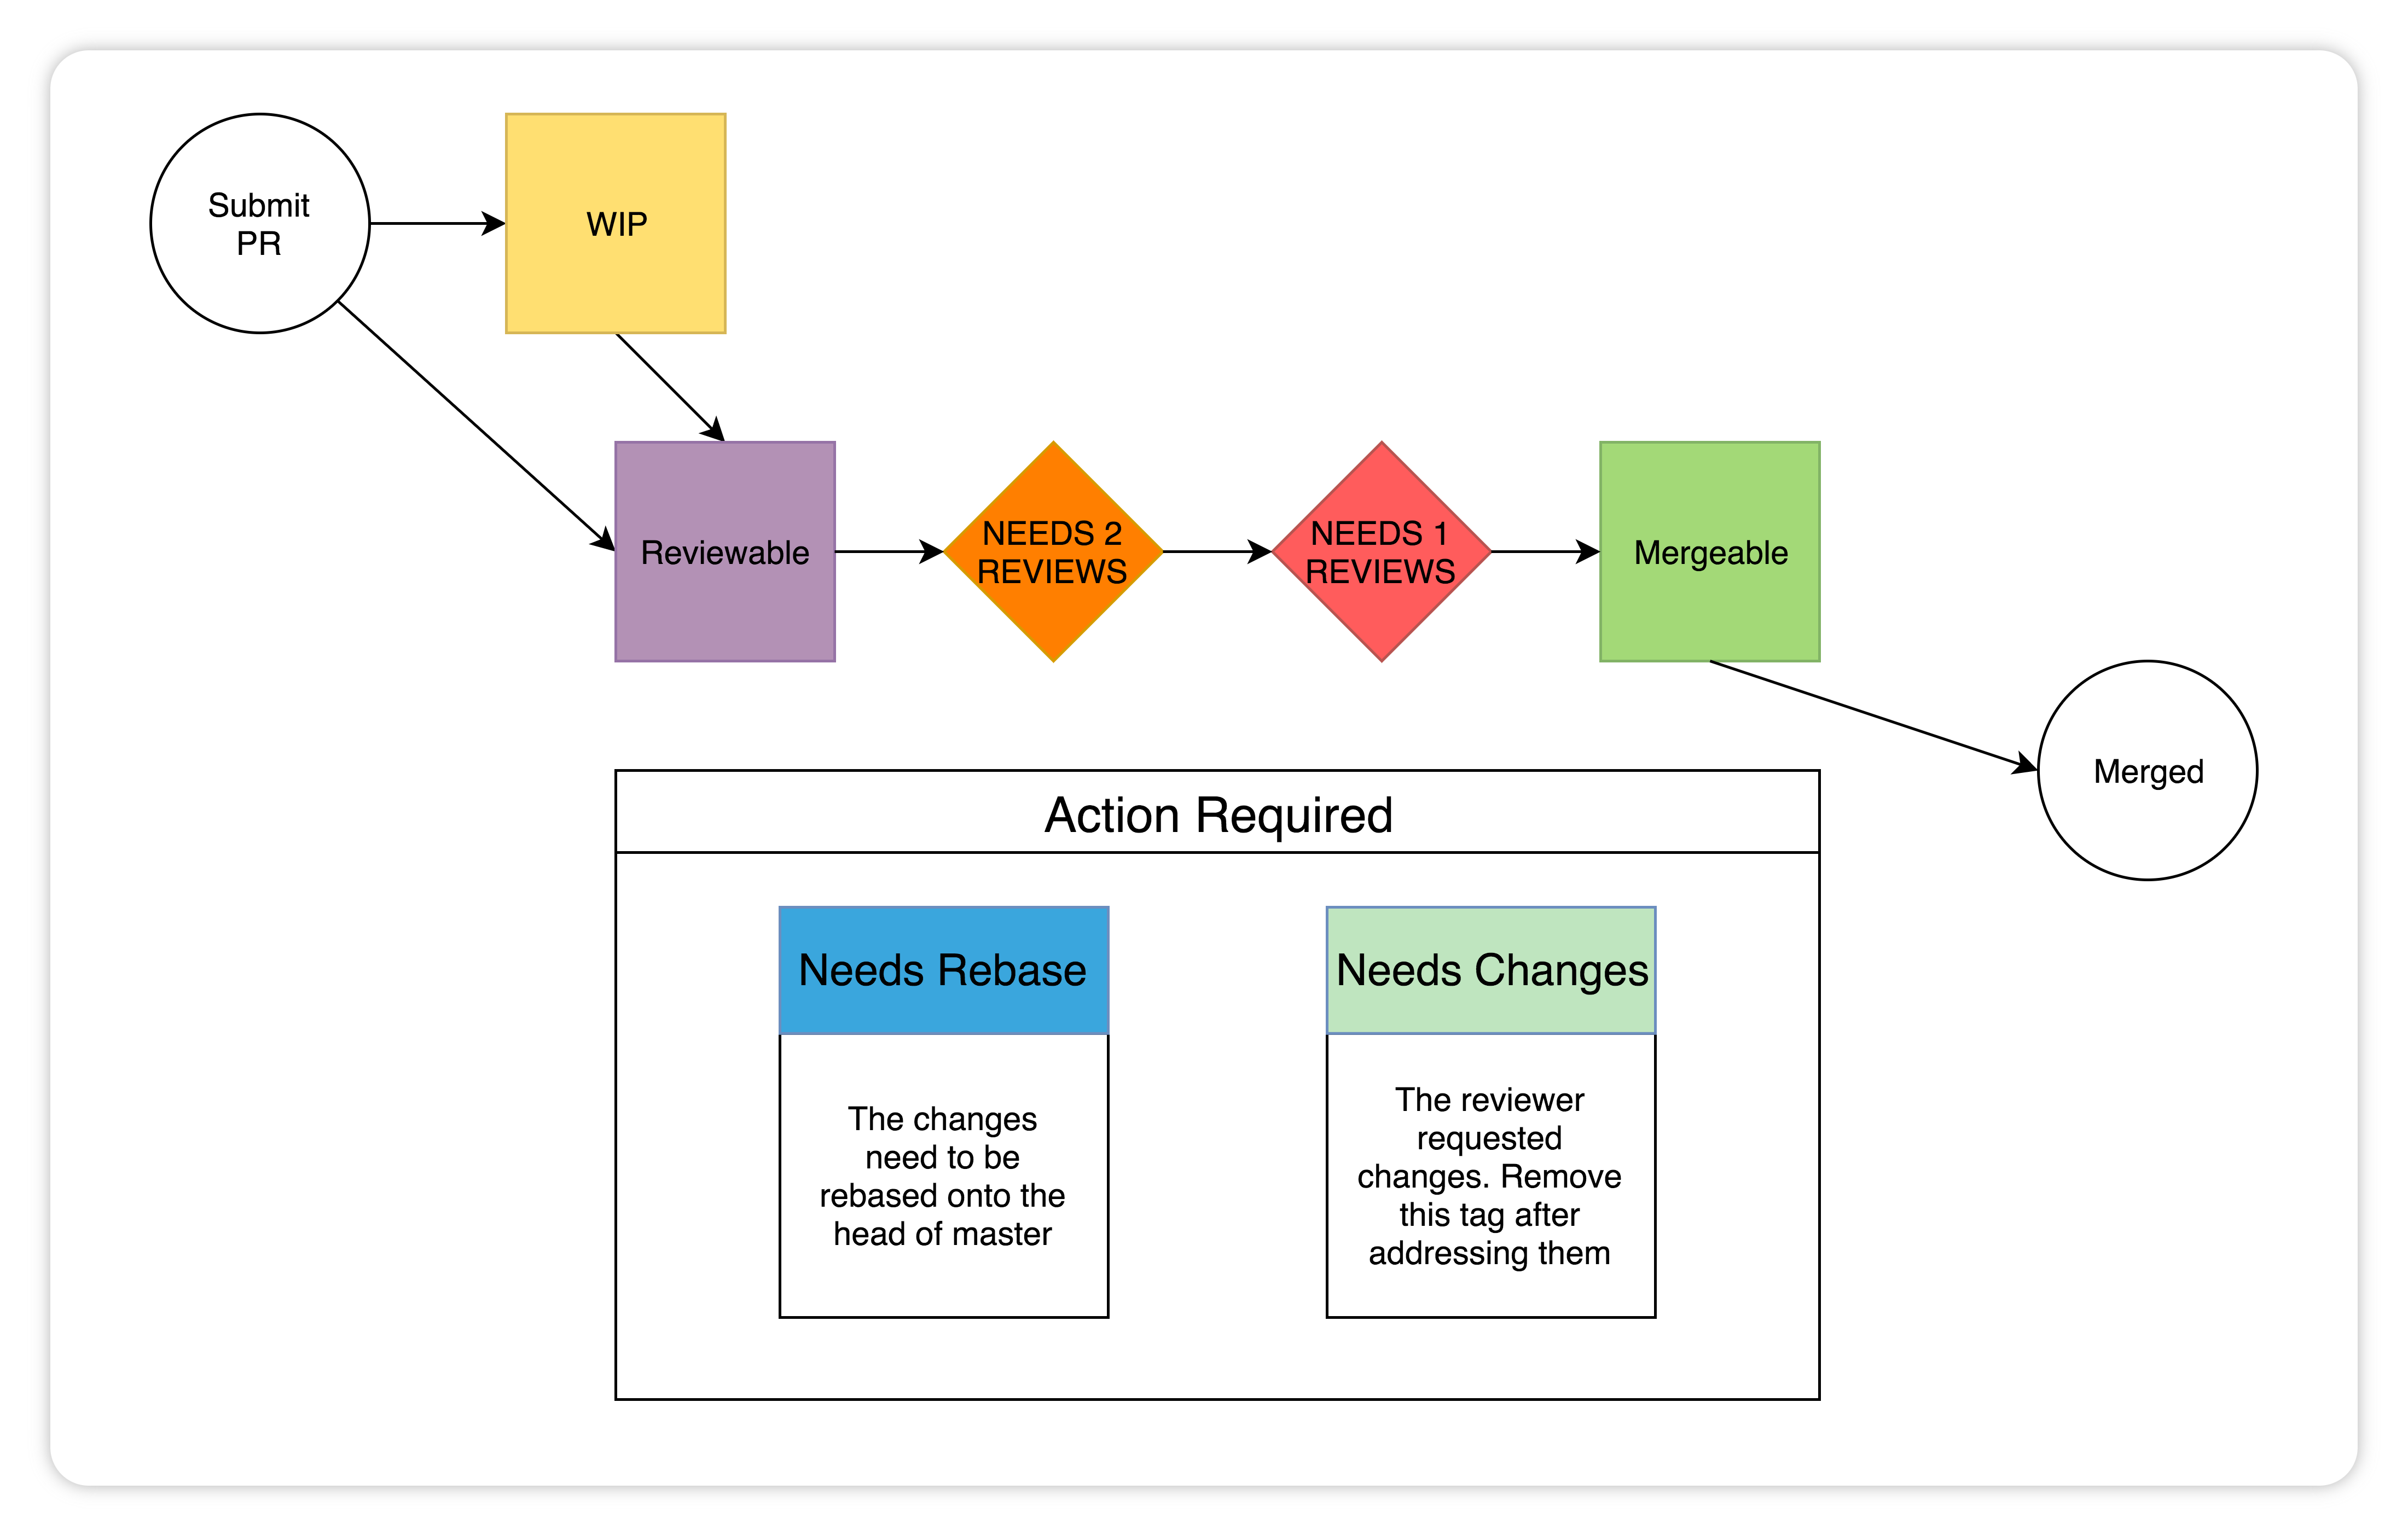 Submit
PR
WIP
Reviewable
NEEDS 2
REVIEWS
NEEDS 1
REVIEWS
Mergeable
Merged
Action Required
Needs Rebase
The changes
need to be
rebased onto the
head of master
Needs Changes
The reviewer
requested
changes. Remove
this tag after
addressing them